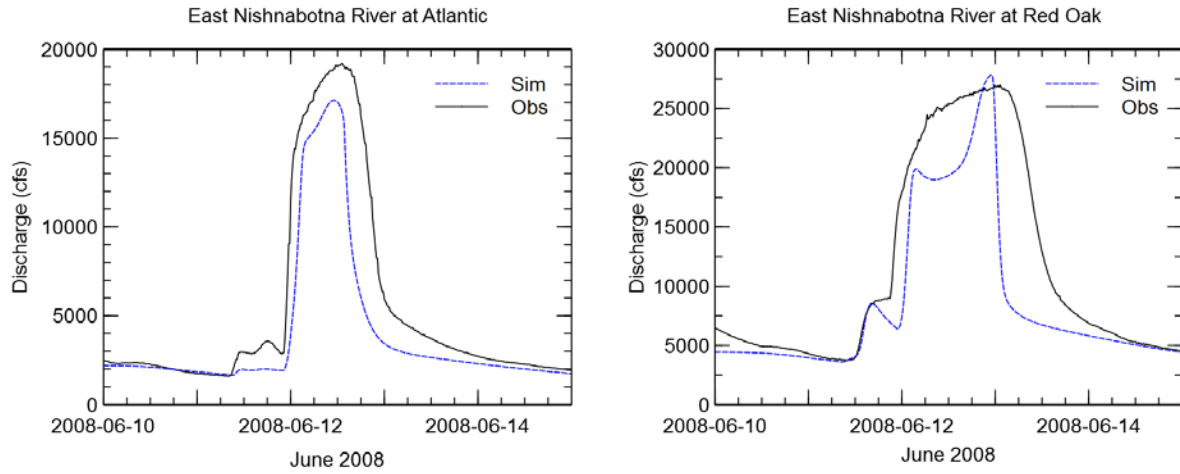 East Nishnabotna River at Atlantic
20000
15000
10000
5000
0
Discharge (cfs)
Sim
Obs
2008-06-10
2008-06-12
2008-06-14
June 2008
East Nishnabotna River at Red Oak
30000
25000
20000
15000
10000
5000
0
Discharge (cfs)
Sim
Obs
2008-06-10
2008-06-12
2008-06-14
June 2008